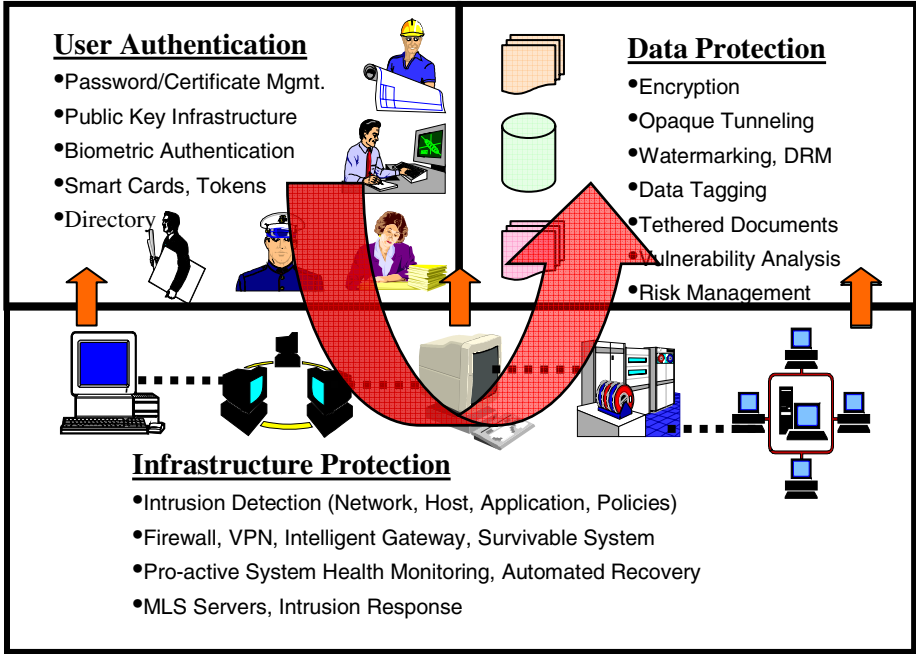 User Authentication
•Password/Certificate Mgmt.
•Public Key Infrastructure
•Biometric Authentication
•Smart Cards, Tokens
•Directory
Data Protection
•Encryption
•Opaque Tunneling
•Watermarking, DRM
•Data Tagging
•Tethered Documents
•Vulnerability Analysis
•Risk Management
Infrastructure Protection
•Intrusion Detection (Network, Host, Application, Policies)
•Firewall, VPN, Intelligent Gateway, Survivable System
•Pro-active System Health Monitoring, Automated Recovery
•MLS Servers, Intrusion Response